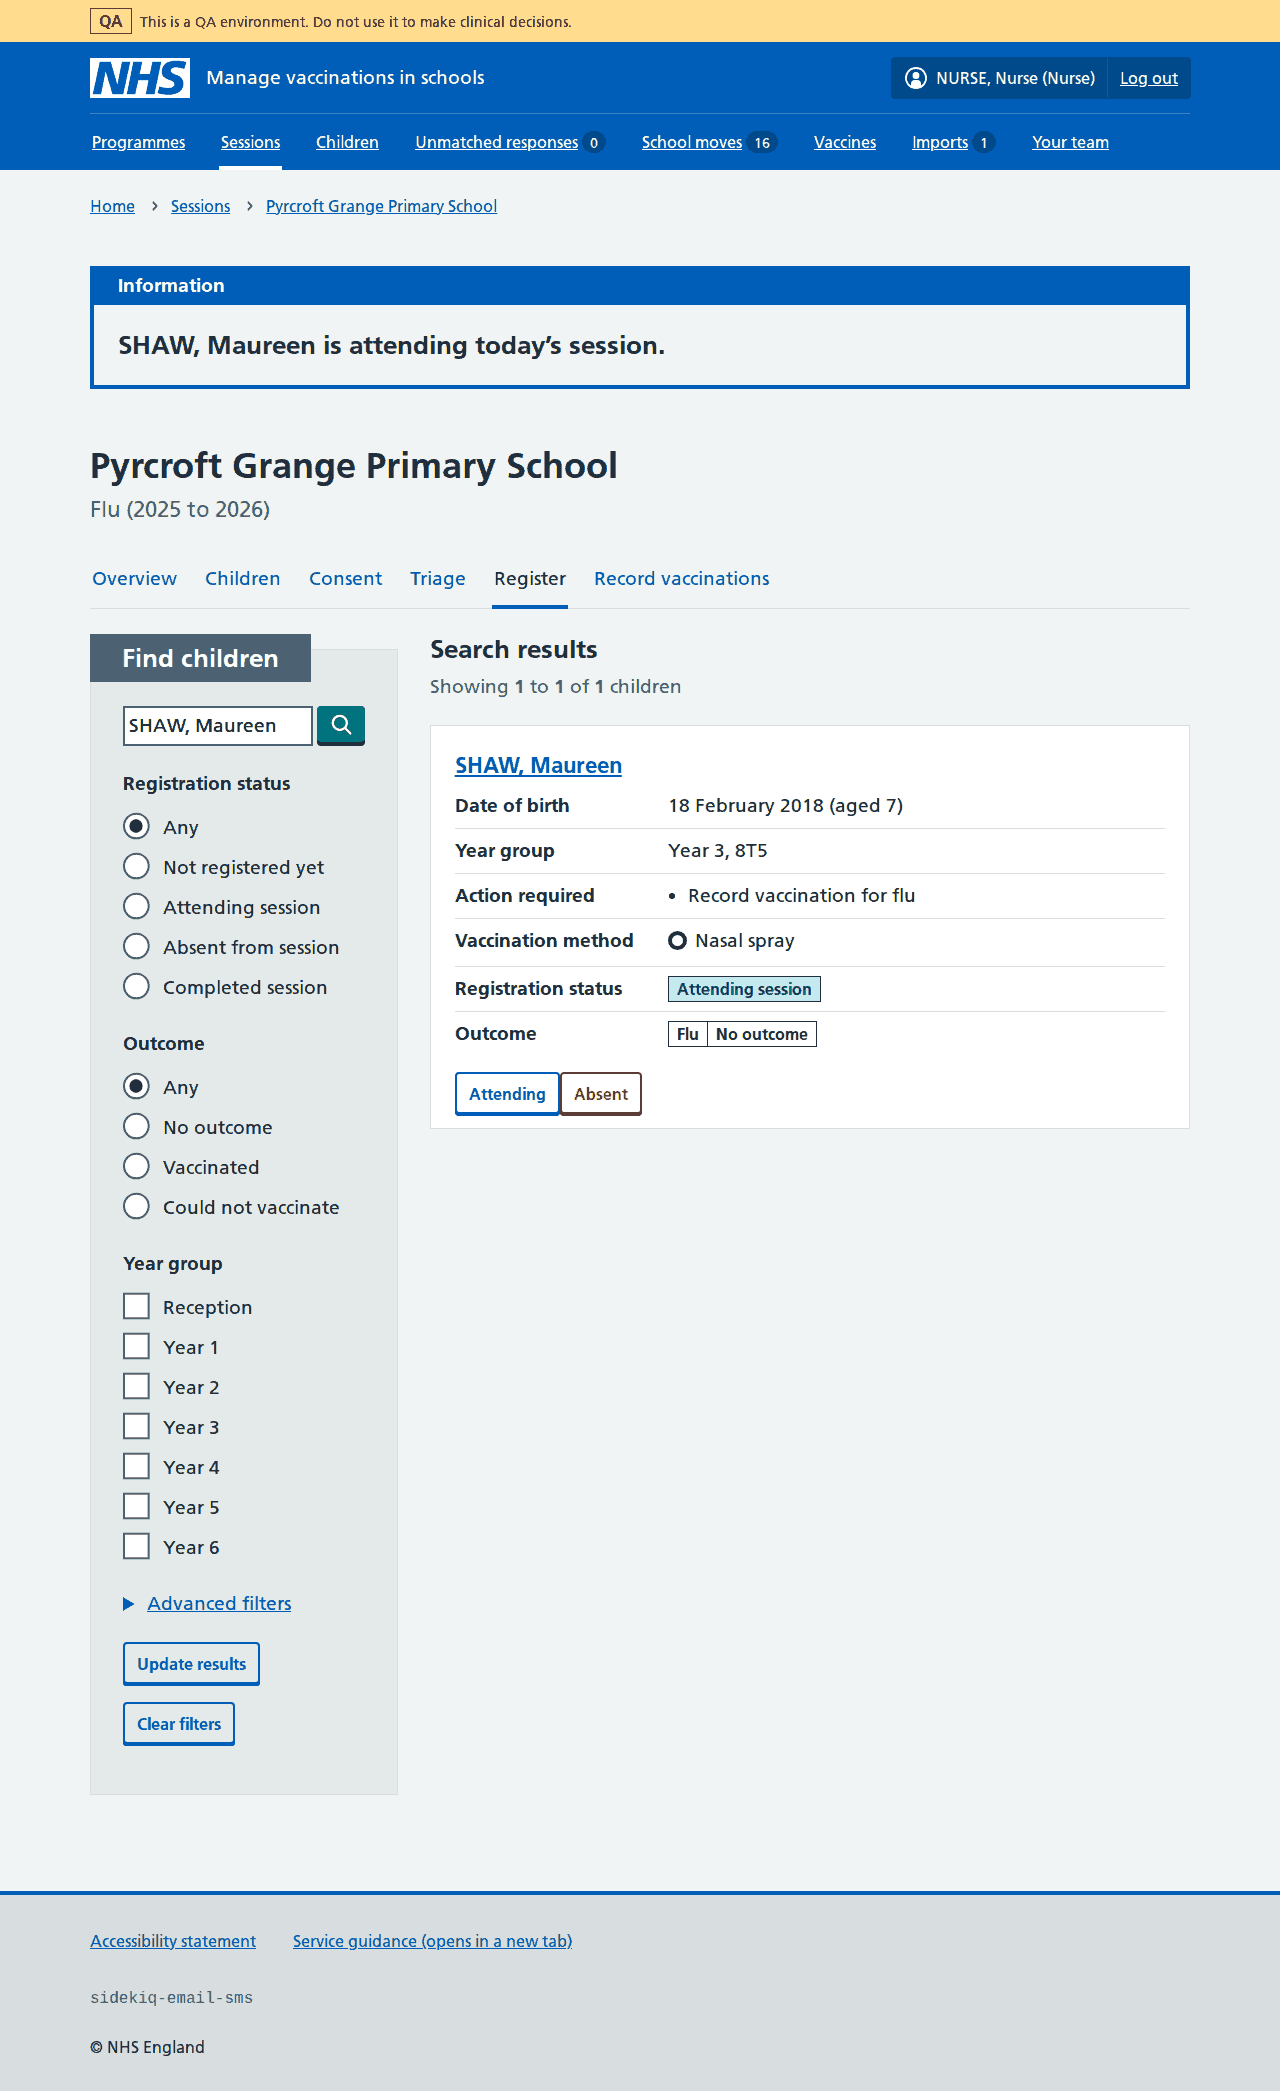 QA This is a QA environment. Do not use it to make clinical decisions.
NHS Manage vaccinations in schools NURSE, Nurse (Nurse) Log out
Programmes Sessions Children Unmatched responses 0 School moves 16 Vaccines Imports 1 Your team
Home Sessions Pyrcroft Grange Primary School
Information
SHAW, Maureen is attending today’s session.
Pyrcroft Grange Primary School
Flu (2025 to 2026)
Overview Children Consent Triage Register Record vaccinations
Find children
SHAW, Maureen
Registration status
Any
Not registered yet
Attending session
Absent from session
Completed session
Outcome
Any
No outcome
Vaccinated
Could not vaccinate
Year group
Reception
Year 1
Year 2
Year 3
Year 4
Year 5
Year 6
Advanced filters
Update results
Clear filters
Search results
Showing 1 to 1 of 1 children
SHAW, Maureen
Date of birth 18 February 2018 (aged 7)
Year group Year 3, 8T5
Action required • Record vaccination for flu
Vaccination method Nasal spray
Registration status Attending session
Outcome Flu No outcome
Attending Absent
Accessibility statement Service guidance (opens in a new tab)
sidekiq-email-sms
© NHS England